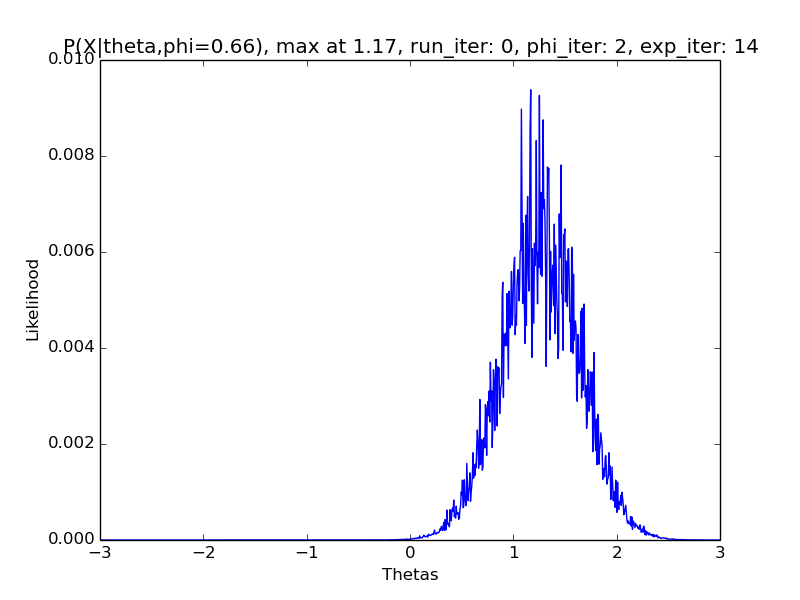 P(X|theta,phi=0.66), max at 1.17, run_iter: 0, phi_iter: 2, exp_iter: 14
0.010
0.008
0.006
0.004
0.002
0.000
Likelihood
−3 −2 −1 0 1 2 3
Thetas